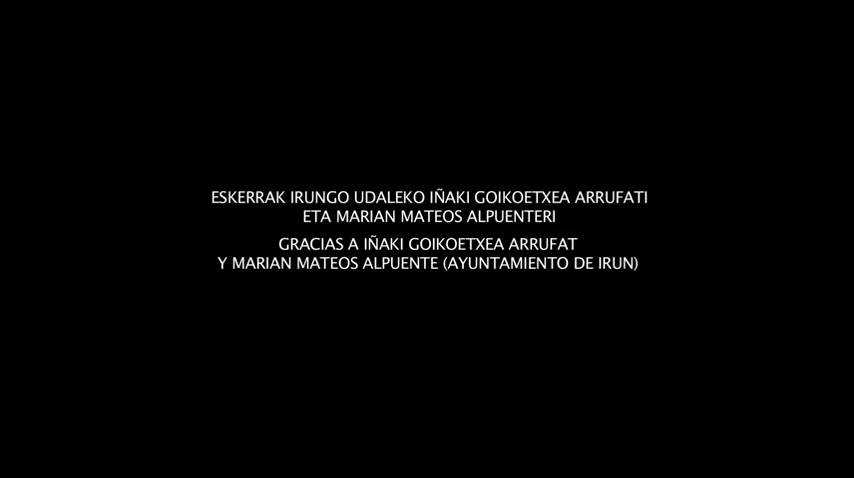 ESKERRAK IRUNGO UDALEKO IÑAKI GOIKOETXEA ARRUFATI
ETA MARIAN MATEOS ALPUENTERI
GRACIAS A IÑAKI GOIKOETXEA ARRUFAT
Y MARIAN MATEOS ALPUENTE (AYUNTAMIENTO DE IRUN)